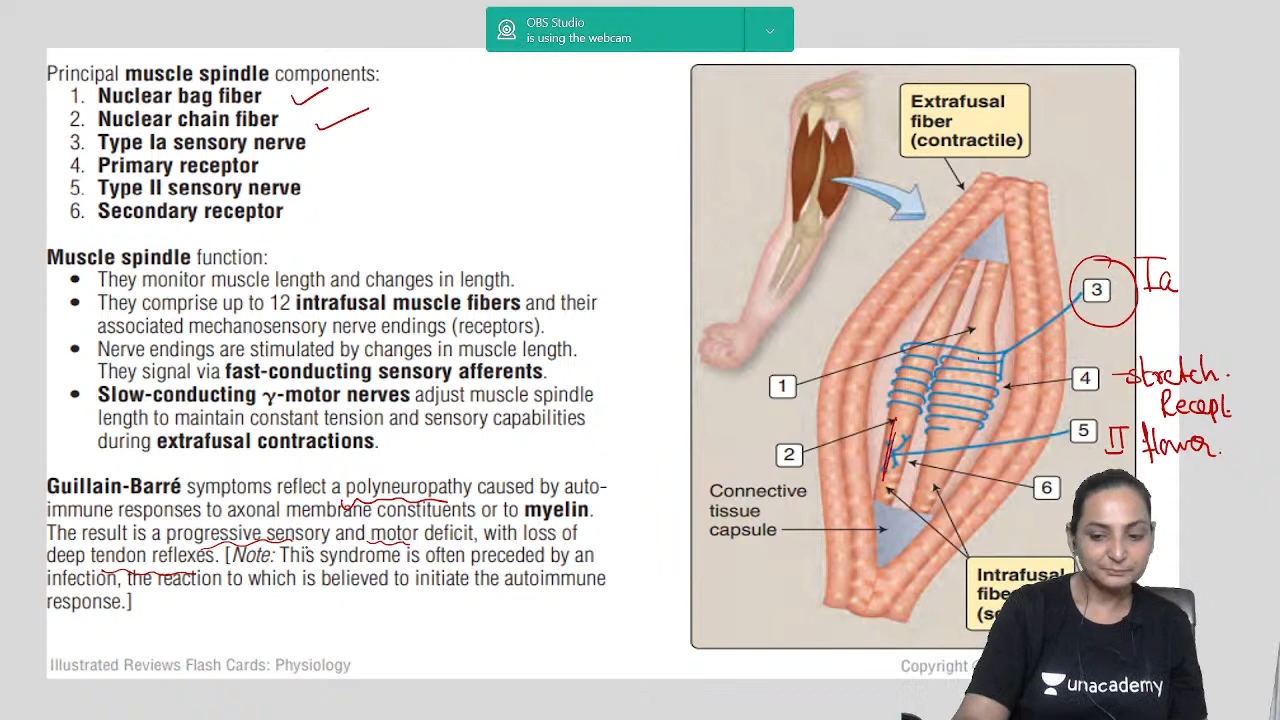 OBS Studio
is using the webcam
Principal muscle spindle components:
1. Nuclear bag fiber
2. Nuclear chain fiber
3. Type Ia sensory nerve
4. Primary receptor
5. Type II sensory nerve
6. Secondary receptor
Muscle spindle function:
• They monitor muscle length and changes in length.
• They comprise up to 12 intrafusal muscle fibers and their
associated mechanosensory nerve endings (receptors).
• Nerve endings are stimulated by changes in muscle length.
They signal via fast-conducting sensory afferents.
• Slow-conducting γ-motor nerves adjust muscle spindle
length to maintain constant tension and sensory capabilities
during extrafusal contractions.
Guillain-Barré symptoms reflect a polyneuropathy caused by auto-
immune responses to axonal membrane constituents or to myelin.
The result is a progressive sensory and motor deficit, with loss of
deep tendon reflexes. [Note: This syndrome is often preceded by an
infection, the reaction to which is believed to initiate the autoimmune
response.]
Illustrated Reviews Flash Cards: Physiology
Extrafusal
fiber
(contractile)
3
Ia
1
4
stretch.
Recept
5
II flower.
2
6
Connective
tissue
capsule
Intrafusal
Copyright ©
unacademy